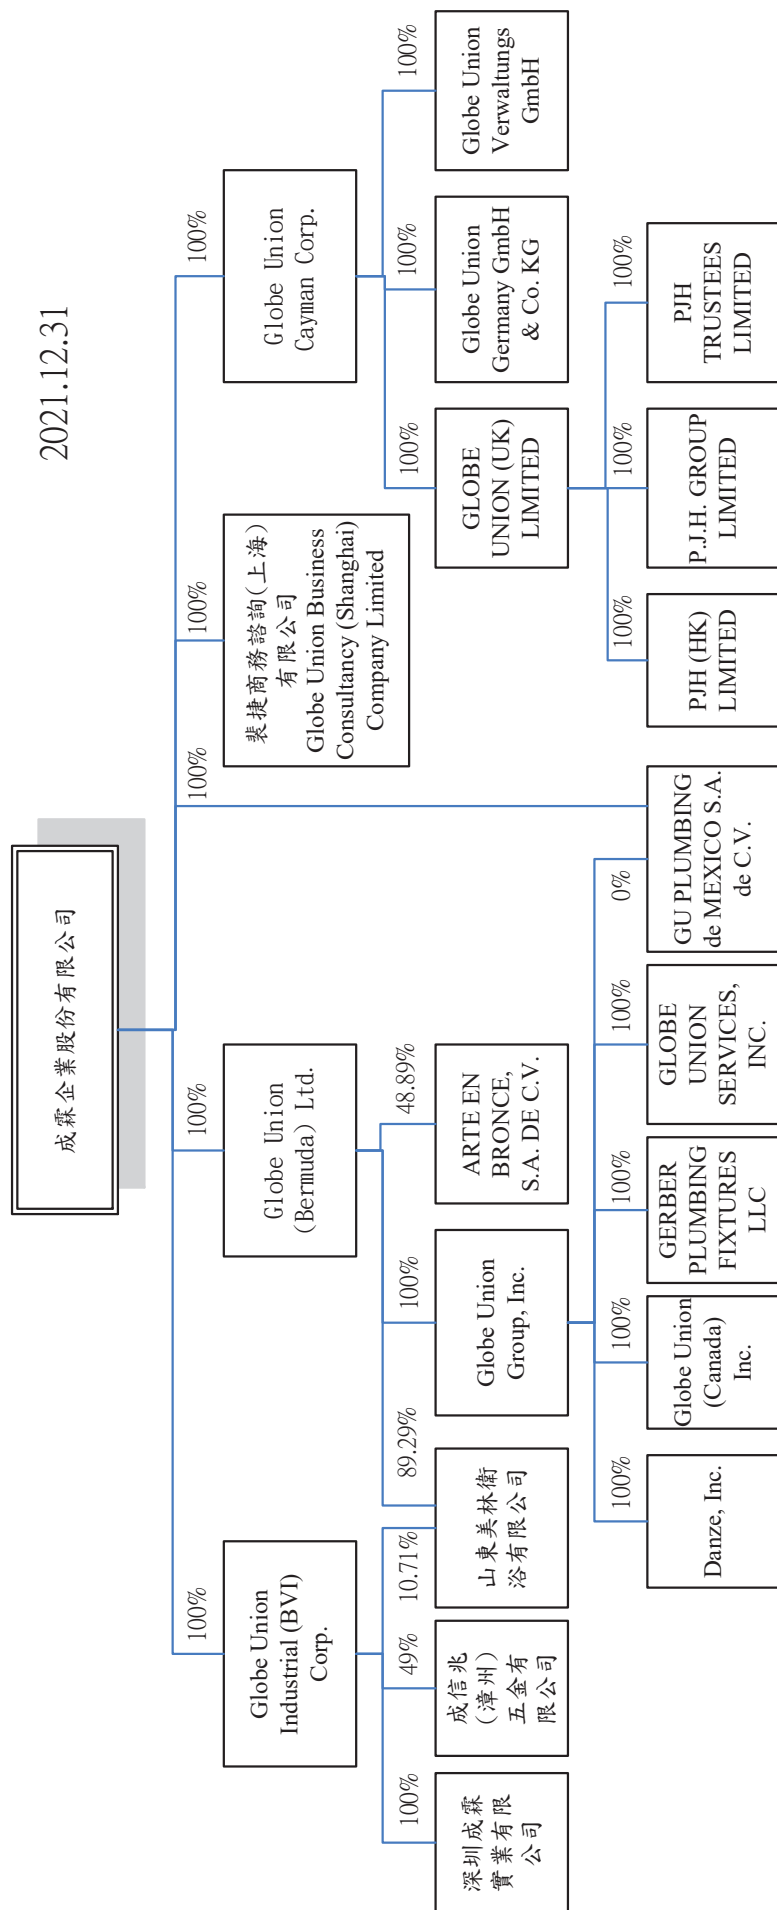 2021.12.31
成霖企業股份有限公司
100%
100%
100%
100%
100%
Globe Union
Industrial (BVI)
Corp.
Globe Union
(Bermuda) Ltd.
裴捷商務諮詢(上海)
有限公司
Globe Union Business
Consultancy (Shanghai)
Company Limited
Globe Union
Cayman Corp.
100%
49%
10.71%
89.29%
100%
48.89%
100%
100%
100%
深圳成霖
實業有限
公司
成信兆
(漳州)
五金有
限公司
山東美林衛
浴有限公司
Globe Union
Group, Inc.
ARTE EN
BRONCE,
S.A. DE C.V.
GLOBE
UNION (UK)
LIMITED
Globe Union
Germany GmbH
& Co. KG
Globe Union
Verwaltungs
GmbH
100%
100%
100%
100%
0%
100%
100%
100%
Danze, Inc.
Globe Union
(Canada)
Inc.
GERBER
PLUMBING
FIXTURES
LLC
GLOBE
UNION
SERVICES,
INC.
GU PLUMBING
de MEXICO S.A.
de C.V.
PJH (HK)
LIMITED
P.J.H. GROUP
LIMITED
PJH
TRUSTEES
LIMITED